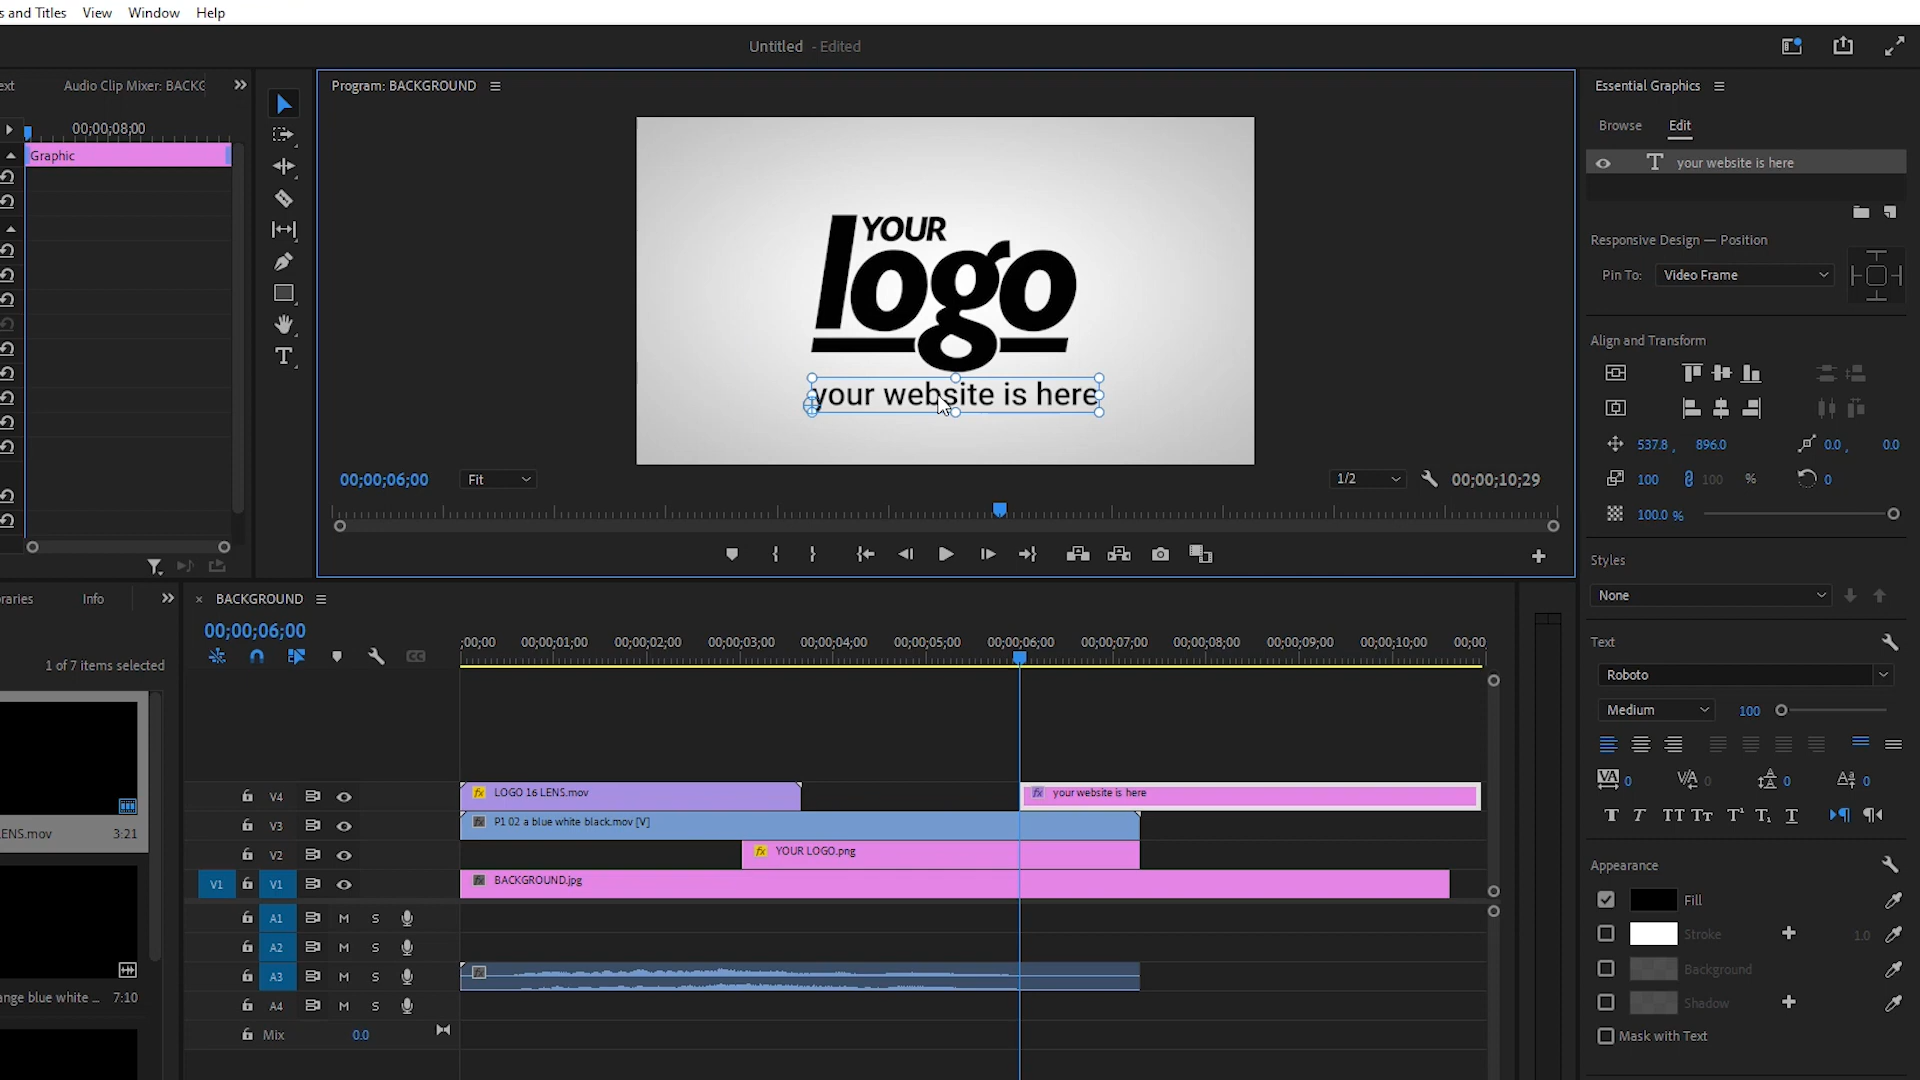 s and Titles View Window Help
Untitled - Edited
ext Audio Clip Mixer: BACKG
00;00;08;00
Graphic
Program: BACKGROUND
YOUR
logo
your website is here
00;00;06;00 Fit 1/2 00;00;10;29
Essential Graphics
Browse Edit
your website is here
Responsive Design — Position
Pin To: Video Frame
Align and Transform
537.8 , 896.0 0.0 , 0.0
100 100 % 0
100.0 %
Styles
None
Text
Roboto
Medium 100
0 0 0 0
Appearance
Fill
Stroke 1.0
Background
Shadow
Mask with Text
raries Info
1 of 7 items selected
ENS.mov 3:21
ange blue white ... 7:10
× BACKGROUND
00;00;06;00
;00;00 00;00;01;00 00;00;02;00 00;00;03;00 00;00;04;00 00;00;05;00 00;00;06;00 00;00;07;00 00;00;08;00 00;00;09;00 00;00;10;00 00;00;
V4 LOGO 16 LENS.mov your website is here
V3 P1 02 a blue white black.mov [V]
V2 YOUR LOGO.png
V1 V1 BACKGROUND.jpg
A1 M S
A2 M S
A3 M S
A4 M S
Mix 0.0